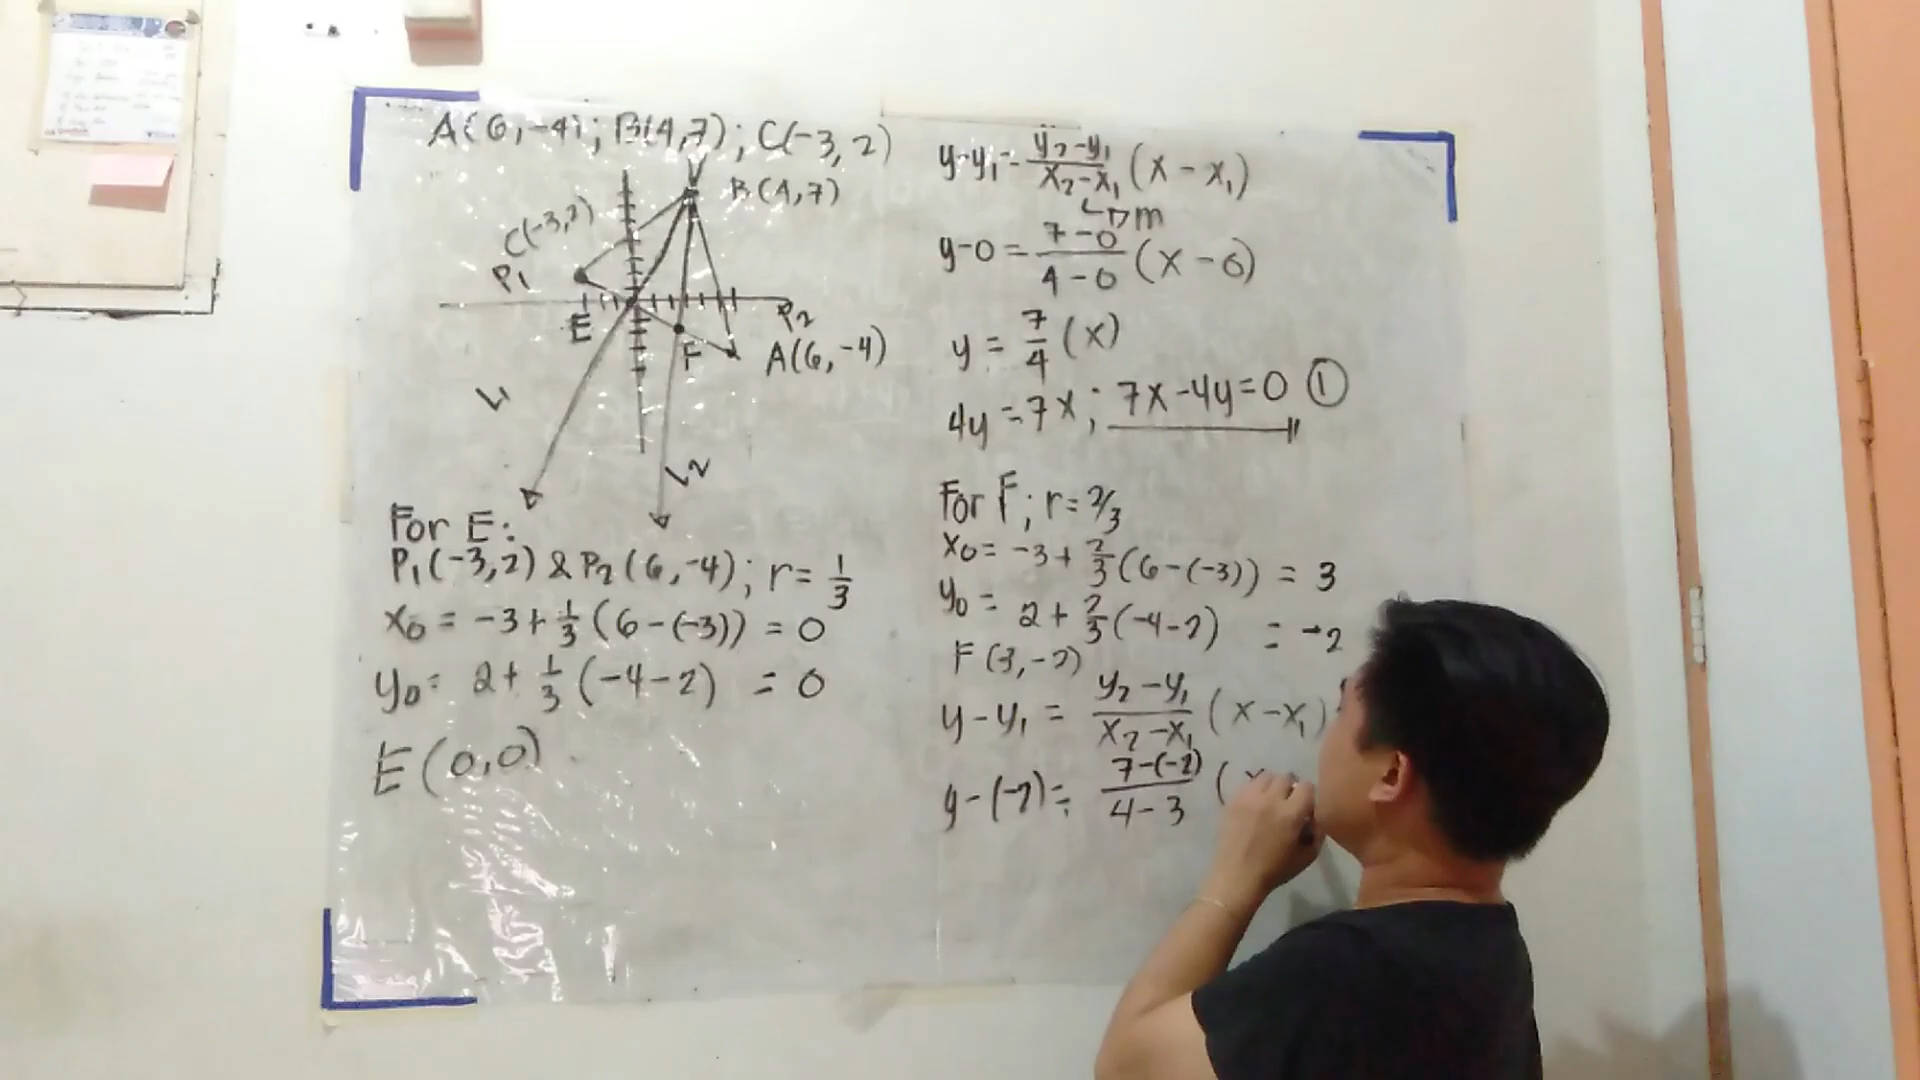 A(6,-4); B(4,7); C(-3,2)
B(4,7)
C(-3,2)
P₁
E
P₂
F
A(6,-4)
L₁
L₂
For E:
P₁(-3,2) & P₂(6,-4); r = 1/3
x₀ = -3 + 1/3 (6-(-3)) = 0
y₀ = 2 + 1/3 (-4-2) = 0
E(0,0)
y-y₁ = (y₂-y₁)/(x₂-x₁) (x-x₁)
m
y-0 = (7-0)/(4-0) (x-0)
y = 7/4 (x)
4y = 7x; 7x-4y=0 ①
For F; r = 2/3
x₀ = -3 + 2/3 (6-(-3)) = 3
y₀ = 2 + 2/3 (-4-2) = -2
F(3,-2)
y-y₁ = (y₂-y₁)/(x₂-x₁) (x-x₁)
y-(-2) = (7-(-2))/(4-3) (x